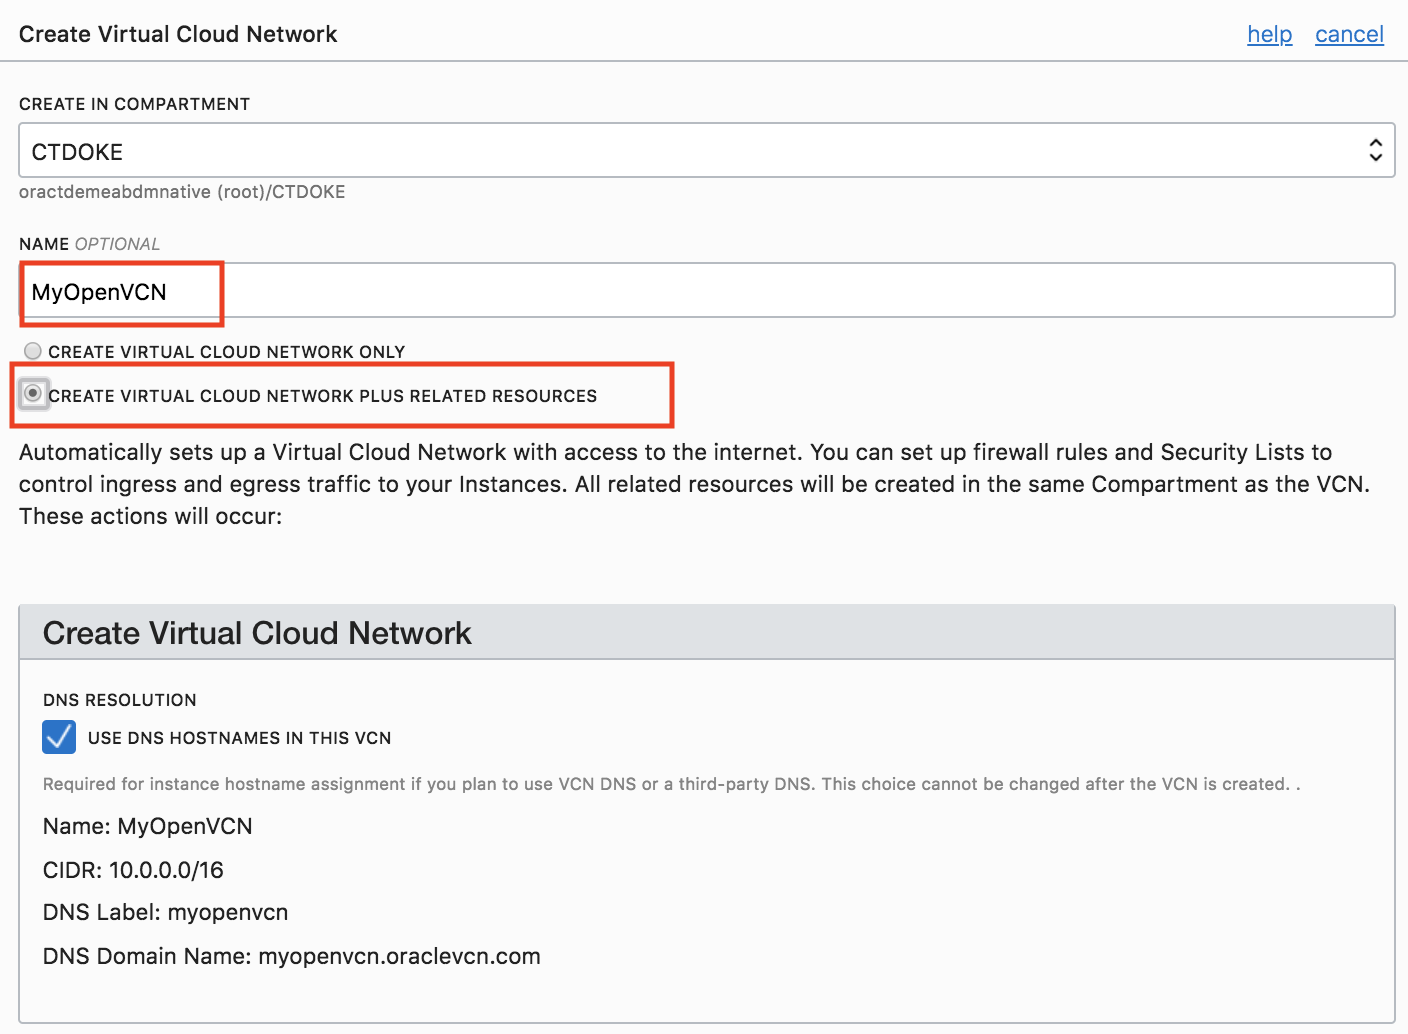 Create Virtual Cloud Network
help cancel
CREATE IN COMPARTMENT
CTDOKE
oractdemeabdmnative (root)/CTDOKE
NAME OPTIONAL
MyOpenVCN
CREATE VIRTUAL CLOUD NETWORK ONLY
CREATE VIRTUAL CLOUD NETWORK PLUS RELATED RESOURCES
Automatically sets up a Virtual Cloud Network with access to the internet. You can set up firewall rules and Security Lists to
control ingress and egress traffic to your Instances. All related resources will be created in the same Compartment as the VCN.
These actions will occur:
Create Virtual Cloud Network
DNS RESOLUTION
USE DNS HOSTNAMES IN THIS VCN
Required for instance hostname assignment if you plan to use VCN DNS or a third-party DNS. This choice cannot be changed after the VCN is created. .
Name: MyOpenVCN
CIDR: 10.0.0.0/16
DNS Label: myopenvcn
DNS Domain Name: myopenvcn.oraclevcn.com